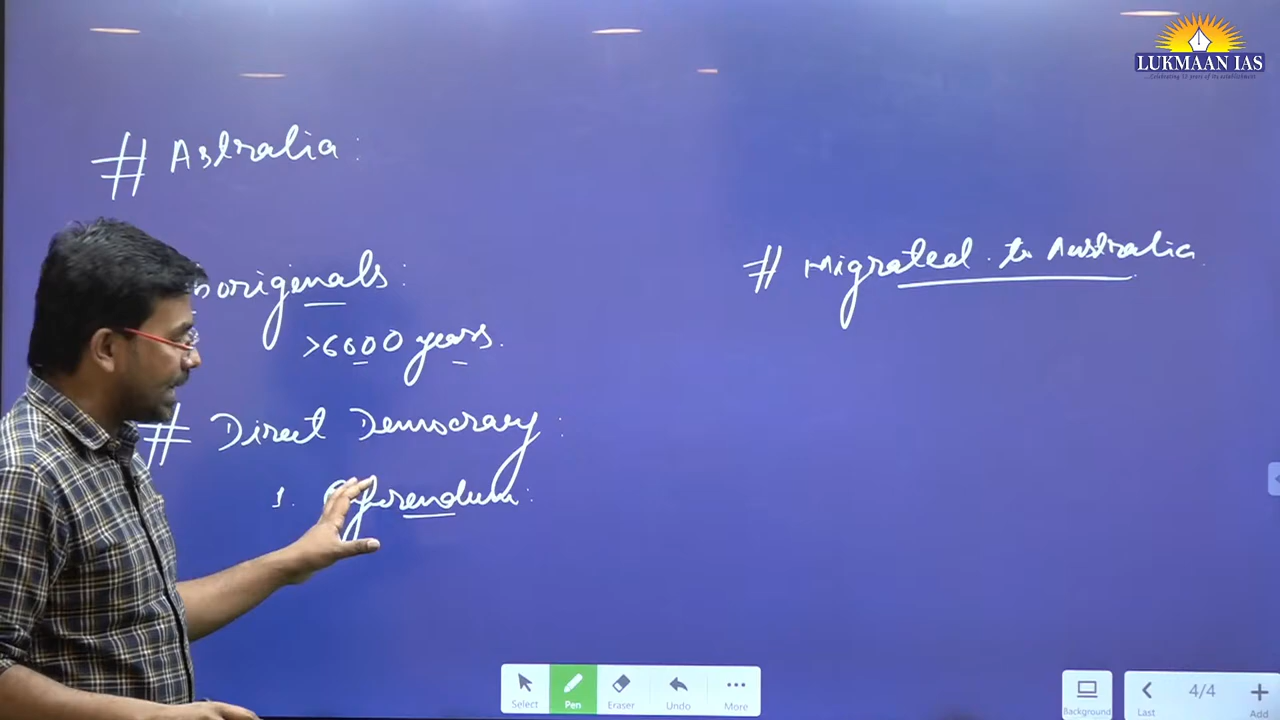 LUKMAAN IAS
# Astralia:
boriginals:
# Migrated to Australia
>6000 years.
# Direct Democracy:
1. Referendum:
Select
Pen
Eraser
Undo
More
Background
Last
4/4
Add